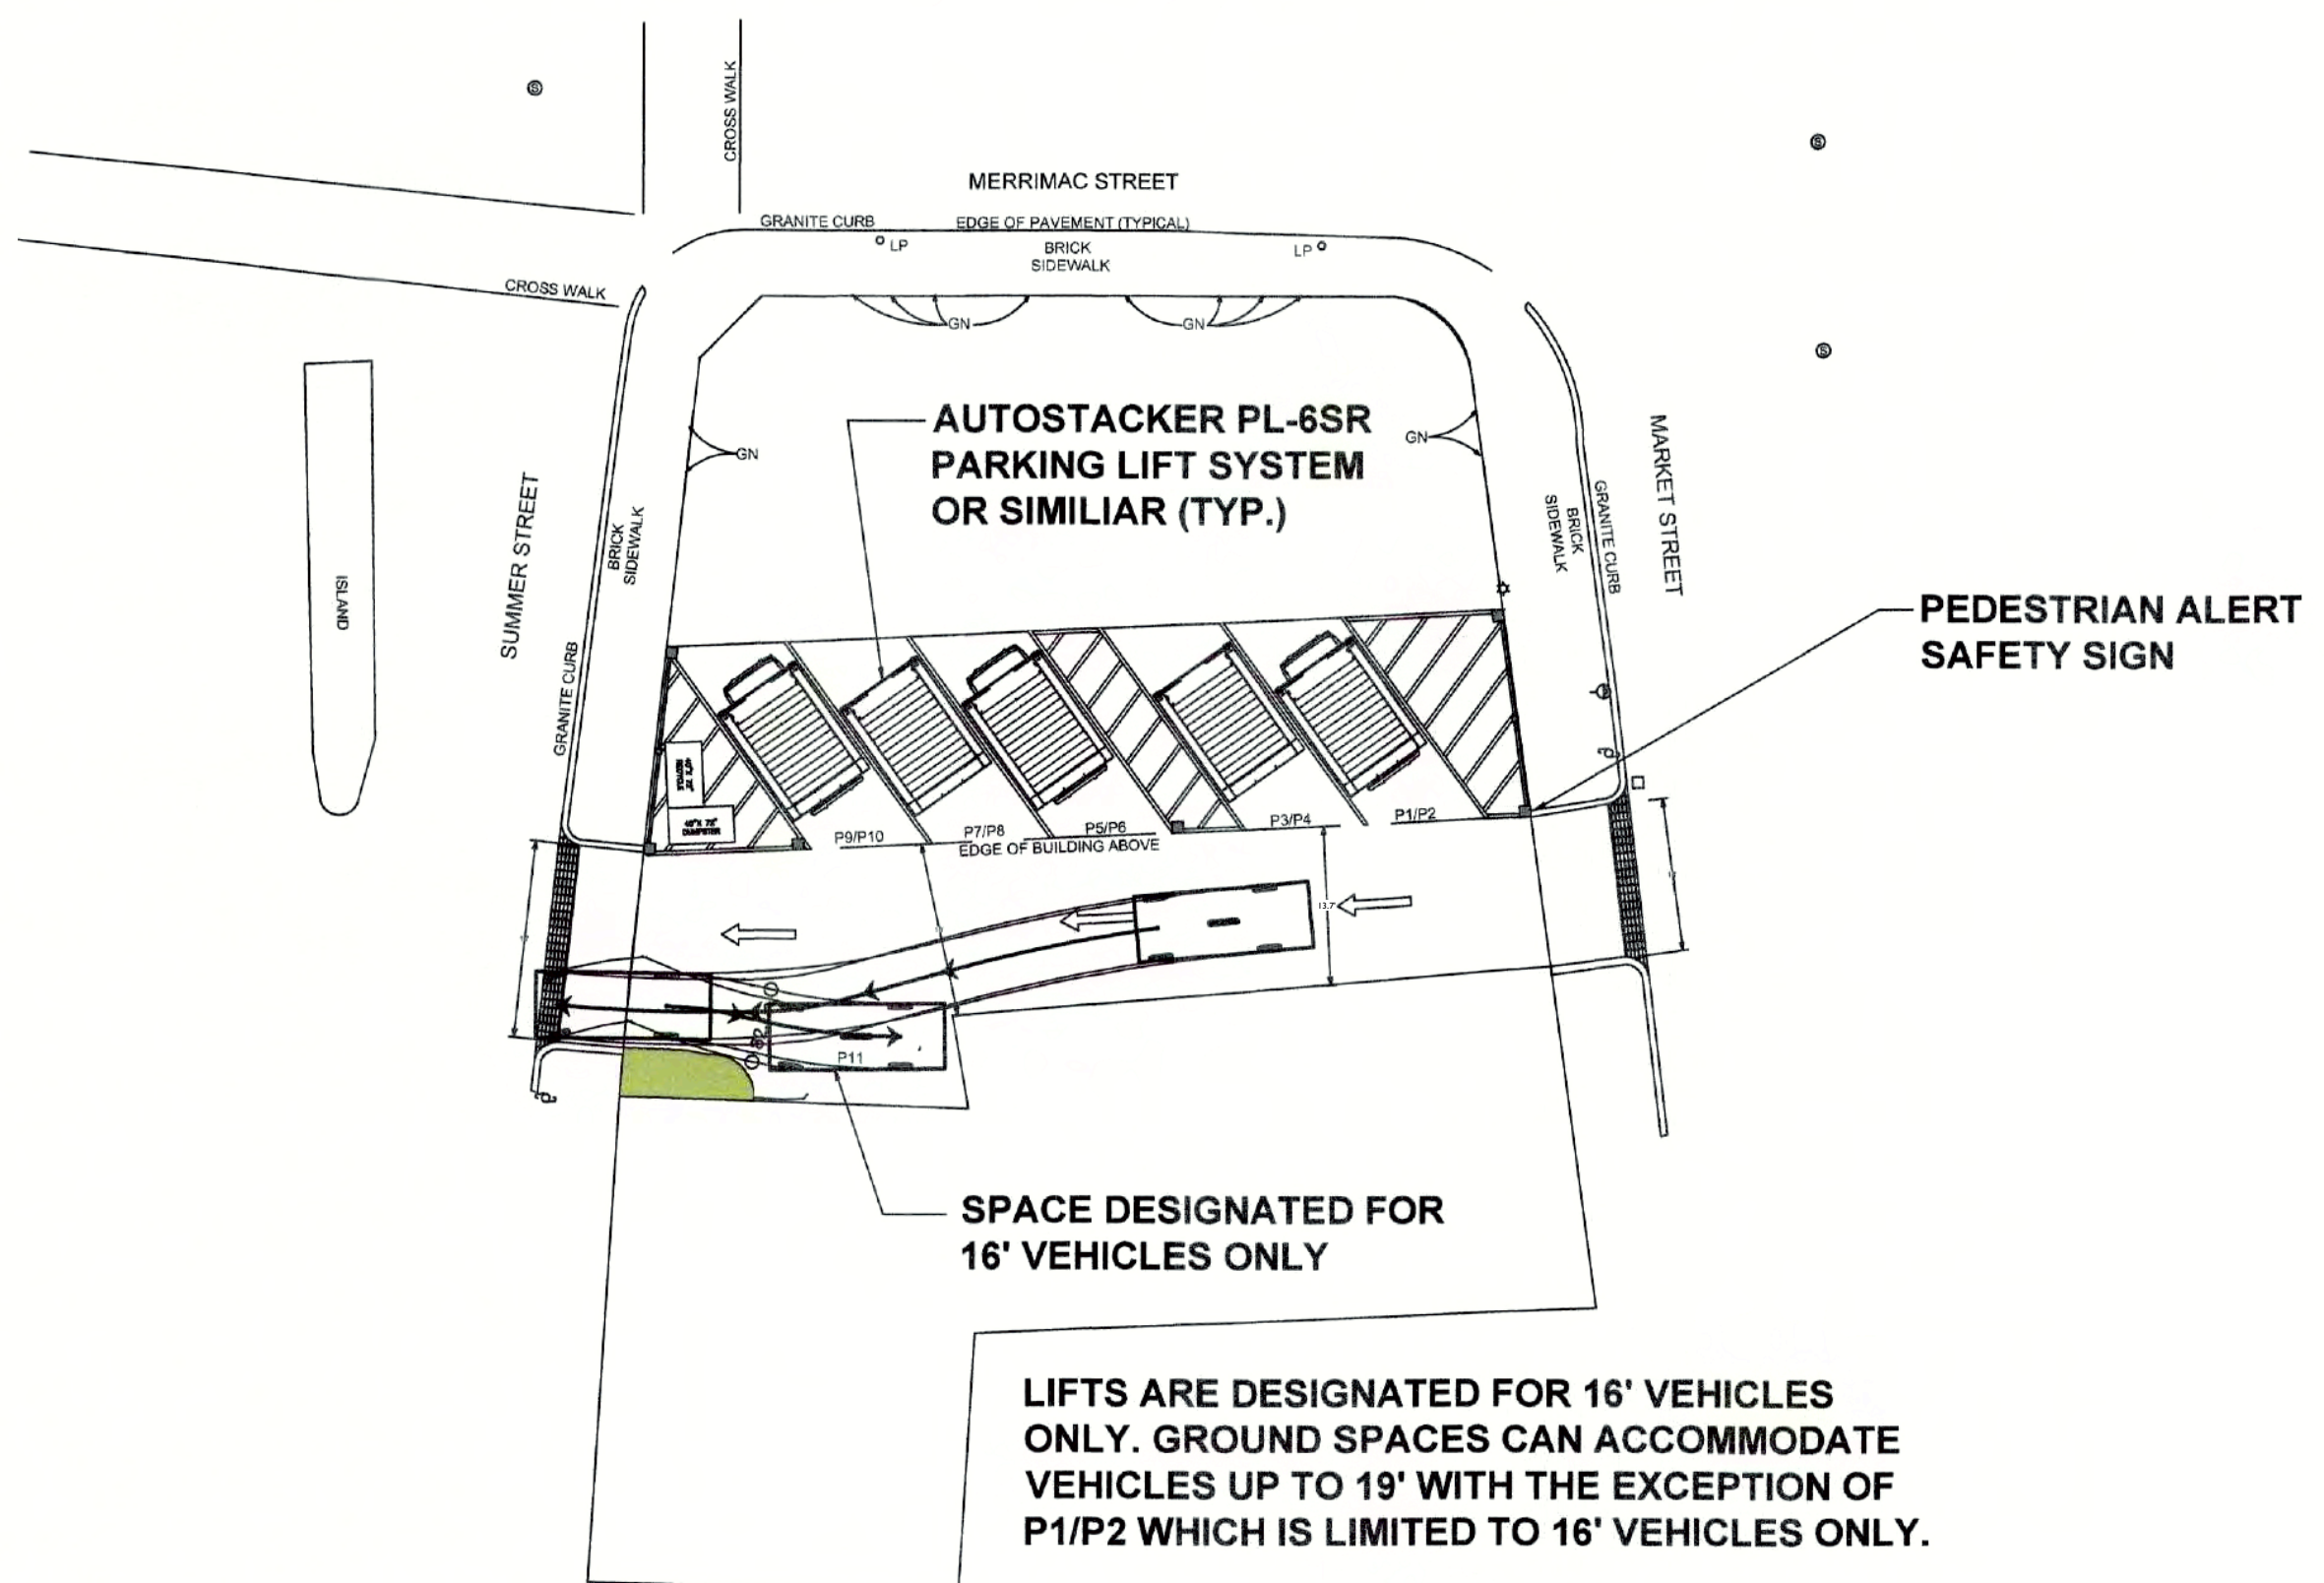 CROSS WALK
MERRIMAC STREET
GRANITE CURB
EDGE OF PAVEMENT (TYPICAL)
LP
BRICK
SIDEWALK
LP
CROSS WALK
GN
GN
AUTOSTACKER PL-6SR
PARKING LIFT SYSTEM
OR SIMILIAR (TYP.)
GN
GN
MARKET STREET
GRANITE CURB
BRICK
SIDEWALK
SUMMER STREET
BRICK
SIDEWALK
GRANITE CURB
ISLAND
PEDESTRIAN ALERT
SAFETY SIGN
RECYCLE
DUMPSTER
P9/P10
P7/P8
P5/P6
P3/P4
P1/P2
EDGE OF BUILDING ABOVE
13.7'
P11
SPACE DESIGNATED FOR
16' VEHICLES ONLY
LIFTS ARE DESIGNATED FOR 16' VEHICLES
ONLY. GROUND SPACES CAN ACCOMMODATE
VEHICLES UP TO 19' WITH THE EXCEPTION OF
P1/P2 WHICH IS LIMITED TO 16' VEHICLES ONLY.